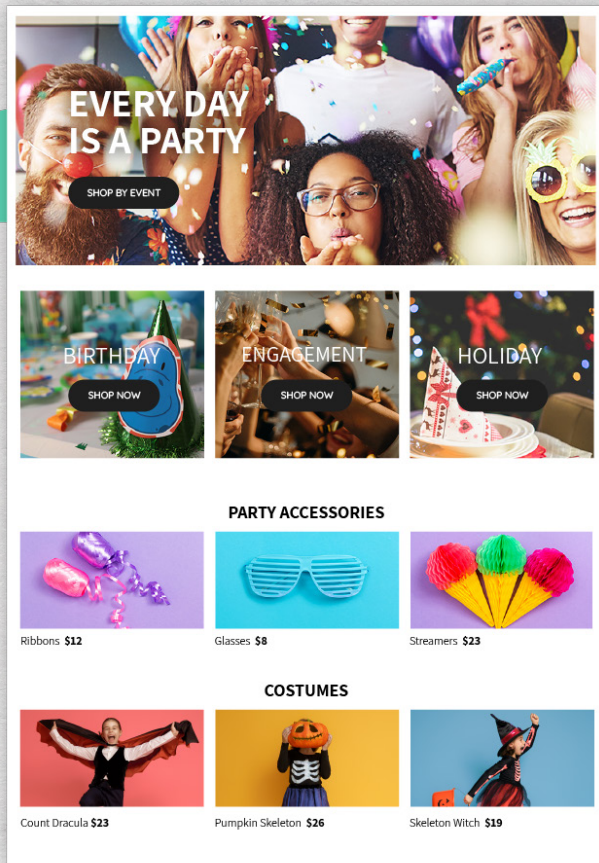 EVERY DAY
IS A PARTY
SHOP BY EVENT
BIRTHDAY
SHOP NOW
ENGAGEMENT
SHOP NOW
HOLIDAY
SHOP NOW
PARTY ACCESSORIES
Ribbons $12
Glasses $8
Streamers $23
COSTUMES
Count Dracula $23
Pumpkin Skeleton $26
Skeleton Witch $19